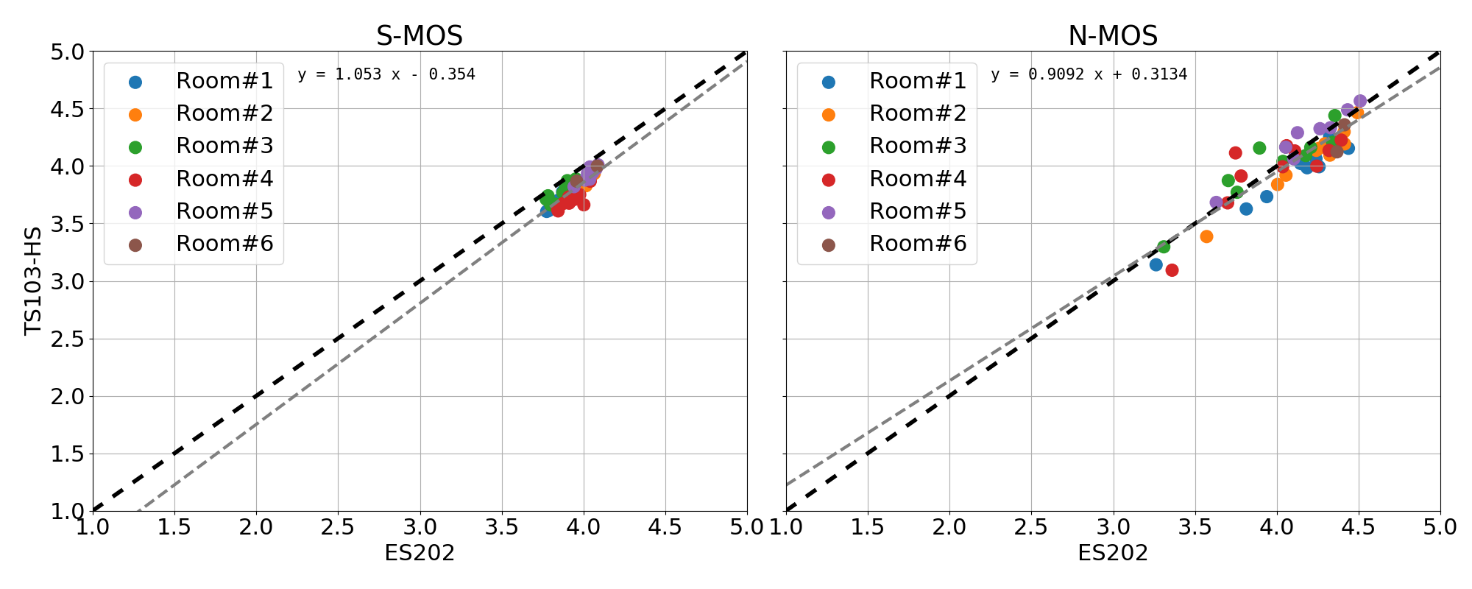 S-MOS
N-MOS
y = 1.053 x - 0.354
Room#1
Room#2
Room#3
Room#4
Room#5
Room#6
5.0
4.5
4.0
3.5
3.0
2.5
2.0
1.5
1.0
TS103-HS
1.0 1.5 2.0 2.5 3.0 3.5 4.0 4.5 5.0
ES202
y = 0.9092 x + 0.3134
Room#1
Room#2
Room#3
Room#4
Room#5
Room#6
1.0 1.5 2.0 2.5 3.0 3.5 4.0 4.5 5.0
ES202